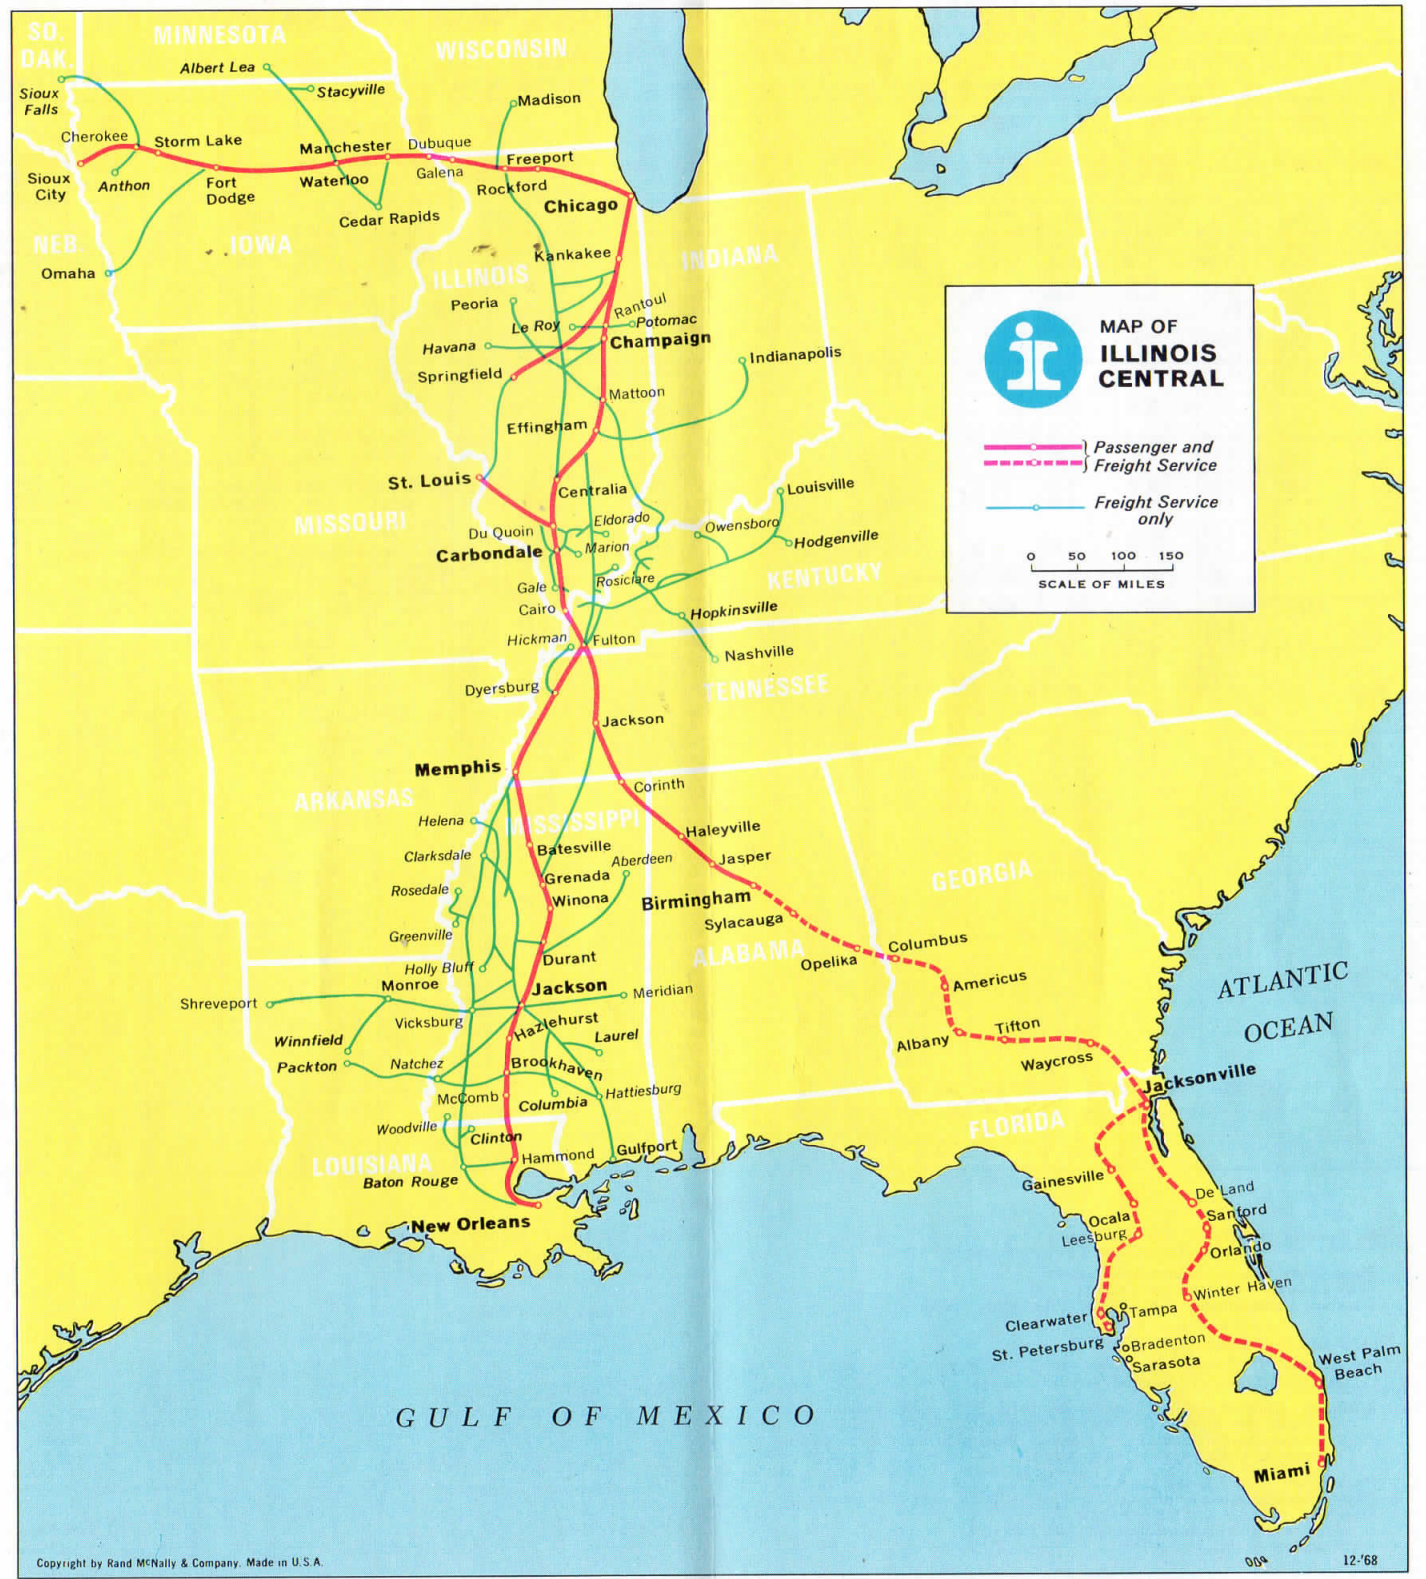 SO.
DAK.
MINNESOTA
WISCONSIN
Albert Lea
Sioux
Falls
Stacyville
Madison
Cherokee
Storm Lake
Manchester
Dubuque
Galena
Freeport
Rockford
Sioux
City
Anthon
Fort
Dodge
Waterloo
Cedar Rapids
Chicago
NEB.
IOWA
Omaha
Kankakee
ILLINOIS
INDIANA
Peoria
Rantoul
Le Roy
Potomac
Havana
Champaign
Springfield
Indianapolis
Mattoon
Effingham
MAP OF
ILLINOIS
CENTRAL
Passenger and
Freight Service
Freight Service
only
0 50 100 150
SCALE OF MILES
St. Louis
Centralia
Louisville
MISSOURI
Du Quoin
Eldorado
Owensboro
Carbondale
Marion
Hodgenville
Gale
Rosiclare
KENTUCKY
Cairo
Hopkinsville
Hickman
Fulton
Nashville
Dyersburg
TENNESSEE
Jackson
Memphis
Corinth
ARKANSAS
MISSISSIPPI
Helena
Haleyville
Clarksdale
Batesville
Aberdeen
Jasper
Rosedale
Grenada
Winona
Birmingham
GEORGIA
Sylacauga
Greenville
ALABAMA
Columbus
Durant
Opelika
Holly Bluff
Monroe
Jackson
Meridian
Americus
Shreveport
Vicksburg
Hazlehurst
Laurel
Albany
Tifton
Waycross
Winnfield
Packton
Natchez
Brookhaven
Jacksonville
McComb
Columbia
Hattiesburg
Woodville
Clinton
FLORIDA
LOUISIANA
Hammond
Gulfport
Baton Rouge
Gainesville
De Land
New Orleans
Ocala
Sanford
Leesburg
Orlando
Winter Haven
Clearwater
Tampa
St. Petersburg
Bradenton
Sarasota
West Palm
Beach
Miami
ATLANTIC
OCEAN
GULF OF MEXICO
Copyright by Rand McNally & Company. Made in U.S.A.
12-'68